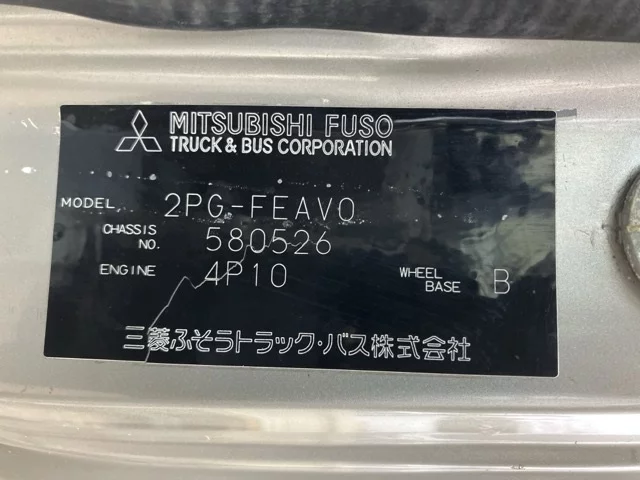 MITSUBISHI FUSO
TRUCK & BUS CORPORATION
MODEL 2PG-FEAV0
CHASSIS NO. 580526
ENGINE 4P10 WHEEL BASE B
三菱ふそうトラック・バス株式会社